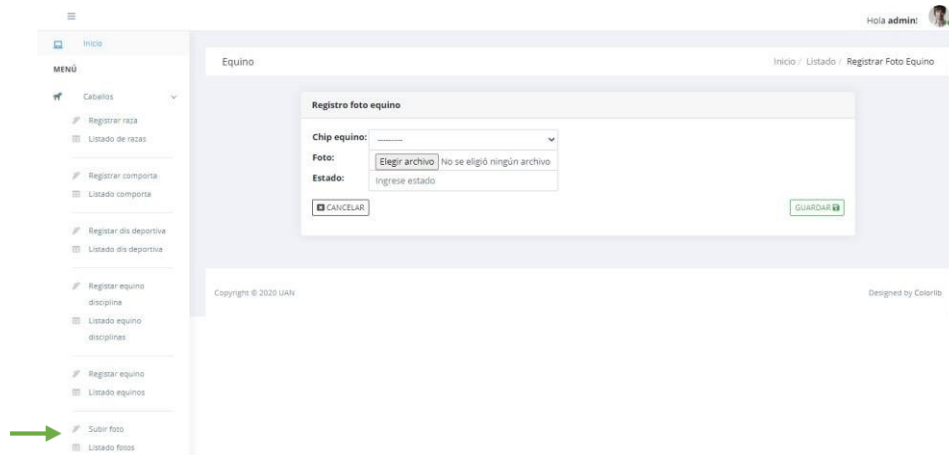 Hola admin!
Inicio
MENÚ
Equino
Inicio / Listado / Registrar Foto Equino
Caballos
Registrar raza
Listado de razas
Registrar comporta
Listado comporta
Registar dis deportiva
Listado dis deportiva
Registar equino
disciplina
Listado equino
disciplinas
Registar equino
Listado equinos
Subir foto
Listado fotos
Registro foto equino
Chip equino: ---------
Foto: Elegir archivo No se eligió ningún archivo
Estado: Ingrese estado
CANCELAR
GUARDAR
Copyright © 2020 UAN
Designed by Colorlib